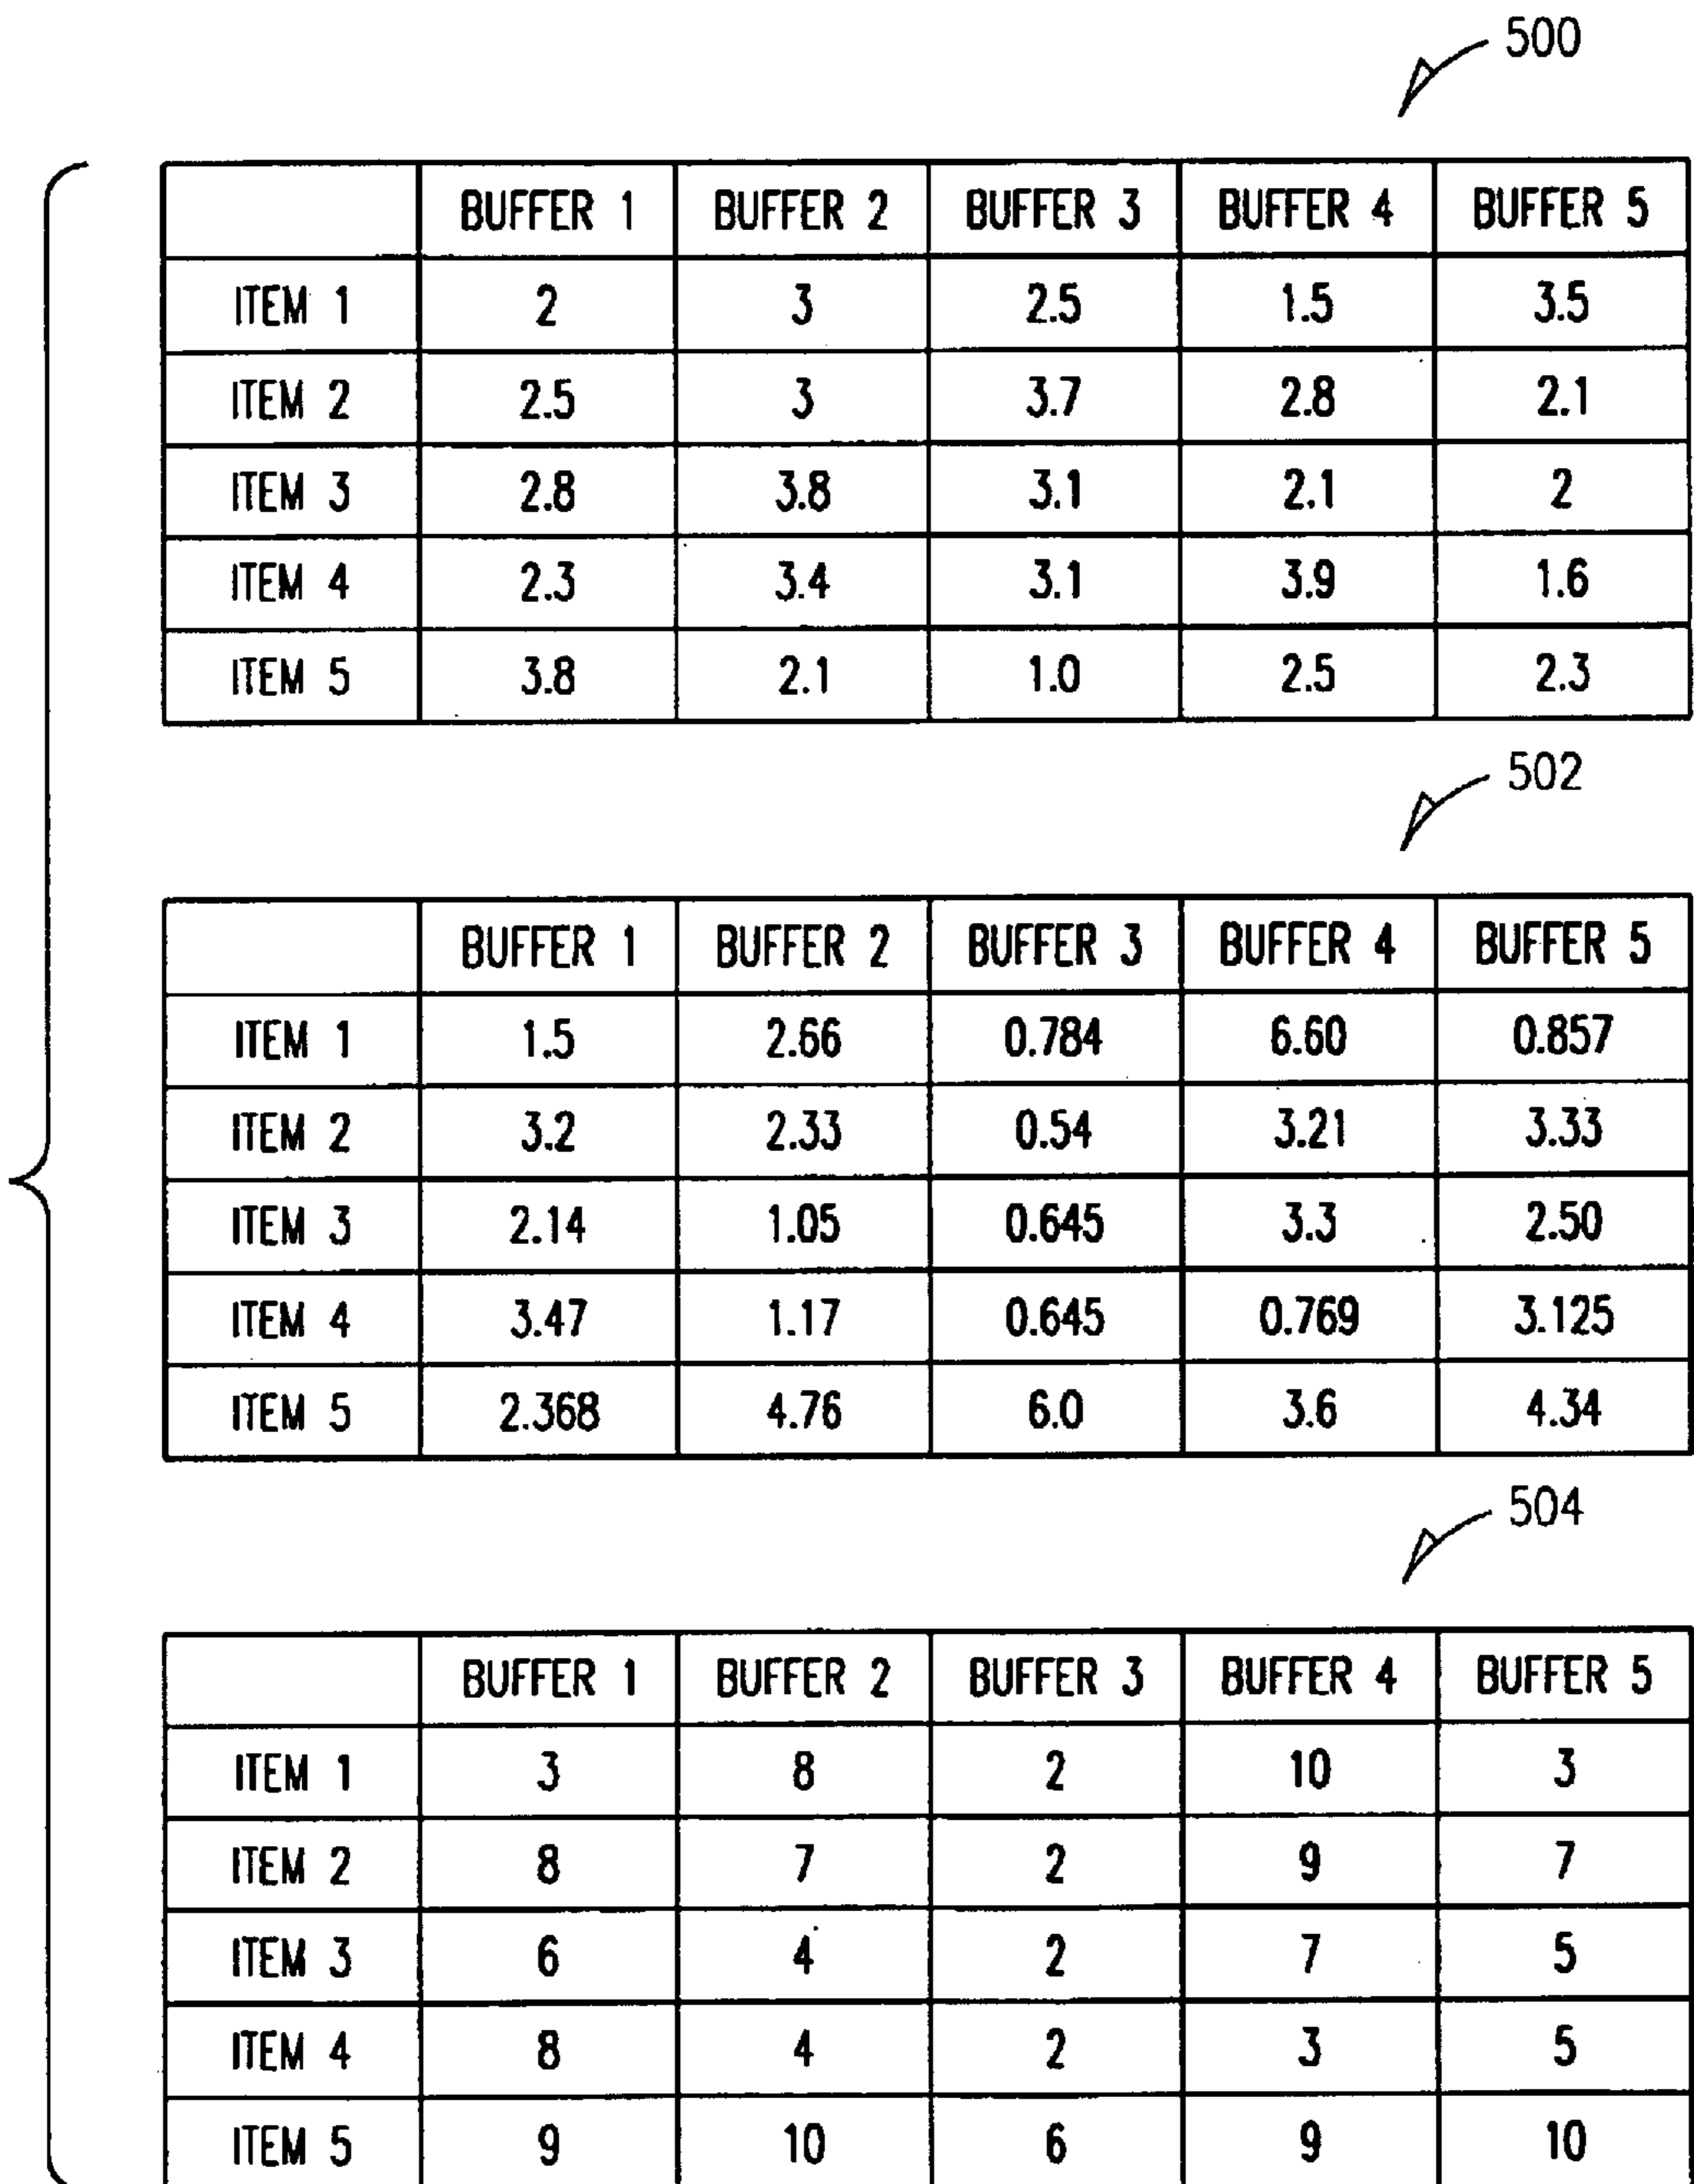 500
BUFFER 1 BUFFER 2 BUFFER 3 BUFFER 4 BUFFER 5
ITEM 1 2 3 2.5 1.5 3.5
ITEM 2 2.5 3 3.7 2.8 2.1
ITEM 3 2.8 3.8 3.1 2.1 2
ITEM 4 2.3 3.4 3.1 3.9 1.6
ITEM 5 3.8 2.1 1.0 2.5 2.3
502
BUFFER 1 BUFFER 2 BUFFER 3 BUFFER 4 BUFFER 5
ITEM 1 1.5 2.66 0.784 6.60 0.857
ITEM 2 3.2 2.33 0.54 3.21 3.33
ITEM 3 2.14 1.05 0.645 3.3 2.50
ITEM 4 3.47 1.17 0.645 0.769 3.125
ITEM 5 2.368 4.76 6.0 3.6 4.34
504
BUFFER 1 BUFFER 2 BUFFER 3 BUFFER 4 BUFFER 5
ITEM 1 3 8 2 10 3
ITEM 2 8 7 2 9 7
ITEM 3 6 4 2 7 5
ITEM 4 8 4 2 3 5
ITEM 5 9 10 6 9 10